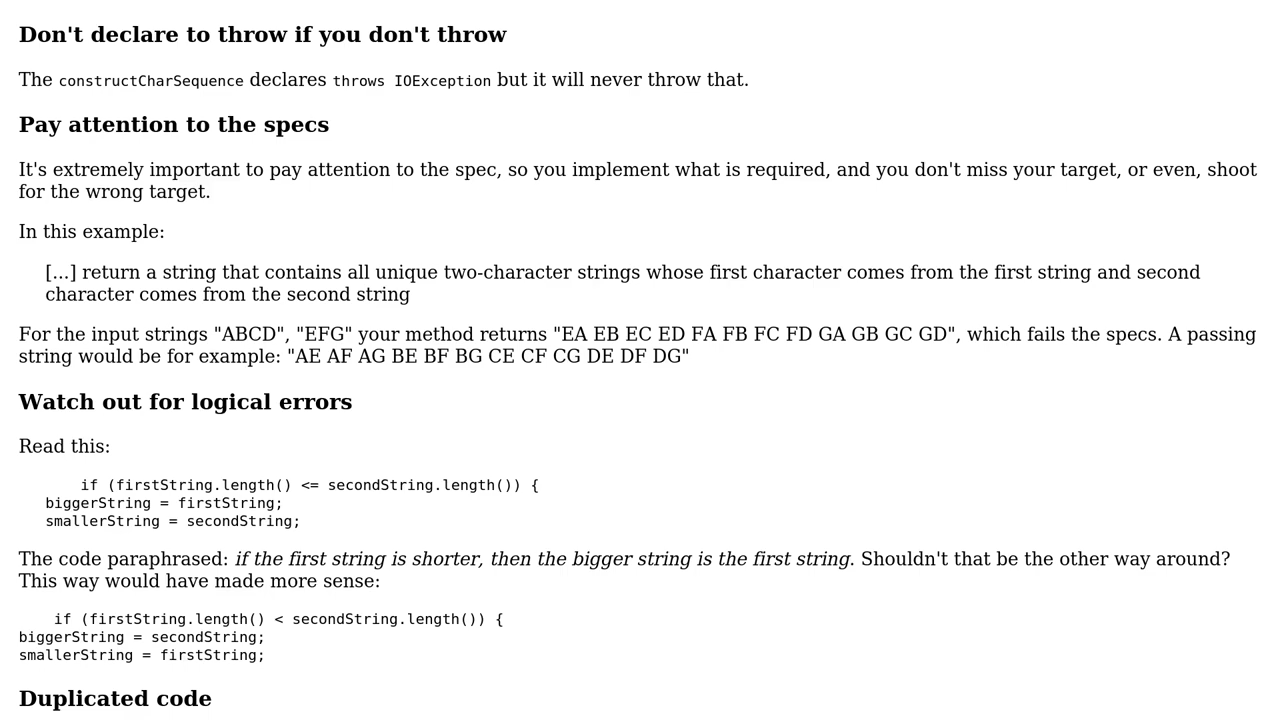 Don't declare to throw if you don't throw
The constructCharSequence declares throws IOException but it will never throw that.
Pay attention to the specs
It's extremely important to pay attention to the spec, so you implement what is required, and you don't miss your target, or even, shoot
for the wrong target.
In this example:
[...] return a string that contains all unique two-character strings whose first character comes from the first string and second
character comes from the second string
For the input strings "ABCD", "EFG" your method returns "EA EB EC ED FA FB FC FD GA GB GC GD", which fails the specs. A passing
string would be for example: "AE AF AG BE BF BG CE CF CG DE DF DG"
Watch out for logical errors
Read this:
if (firstString.length() <= secondString.length()) {
biggerString = firstString;
smallerString = secondString;
The code paraphrased: if the first string is shorter, then the bigger string is the first string. Shouldn't that be the other way around?
This way would have made more sense:
if (firstString.length() < secondString.length()) {
biggerString = secondString;
smallerString = firstString;
Duplicated code